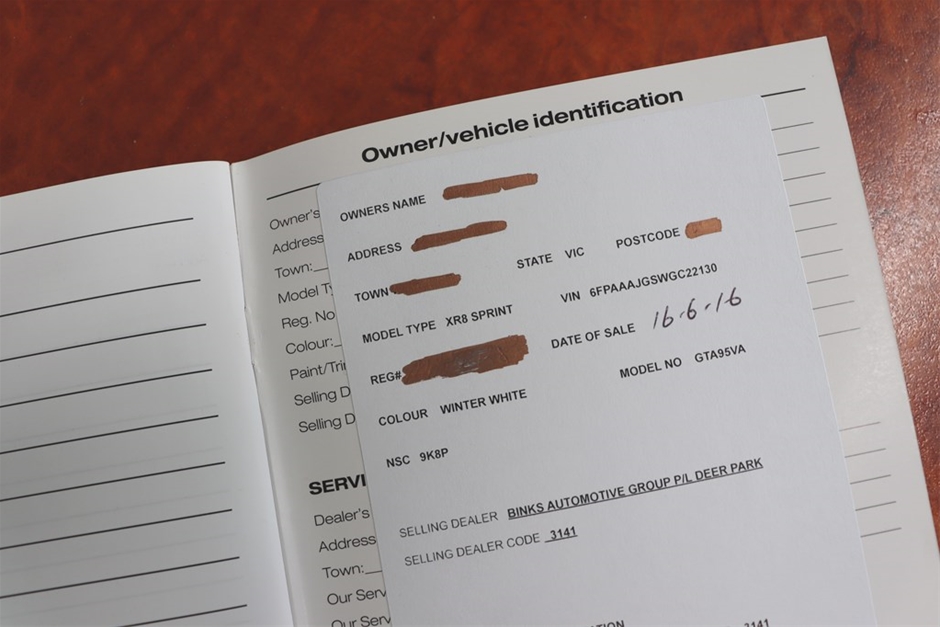 Owner/vehicle identification
Owner's
Address
Town:
Model Ty
Reg. No
Colour:
Paint/Tri
Selling D
Selling D
SERVI
Dealer's
Address
Town:
Our Serv
Our Serv
OWNERS NAME
ADDRESS
TOWN STATE VIC POSTCODE
MODEL TYPE XR8 SPRINT VIN 6FPAAAJGSWGC22130
REG# DATE OF SALE 16-6-16
COLOUR WINTER WHITE MODEL NO GTA95VA
NSC 9K8P
SELLING DEALER BINKS AUTOMOTIVE GROUP P/L DEER PARK
SELLING DEALER CODE 3141
3141